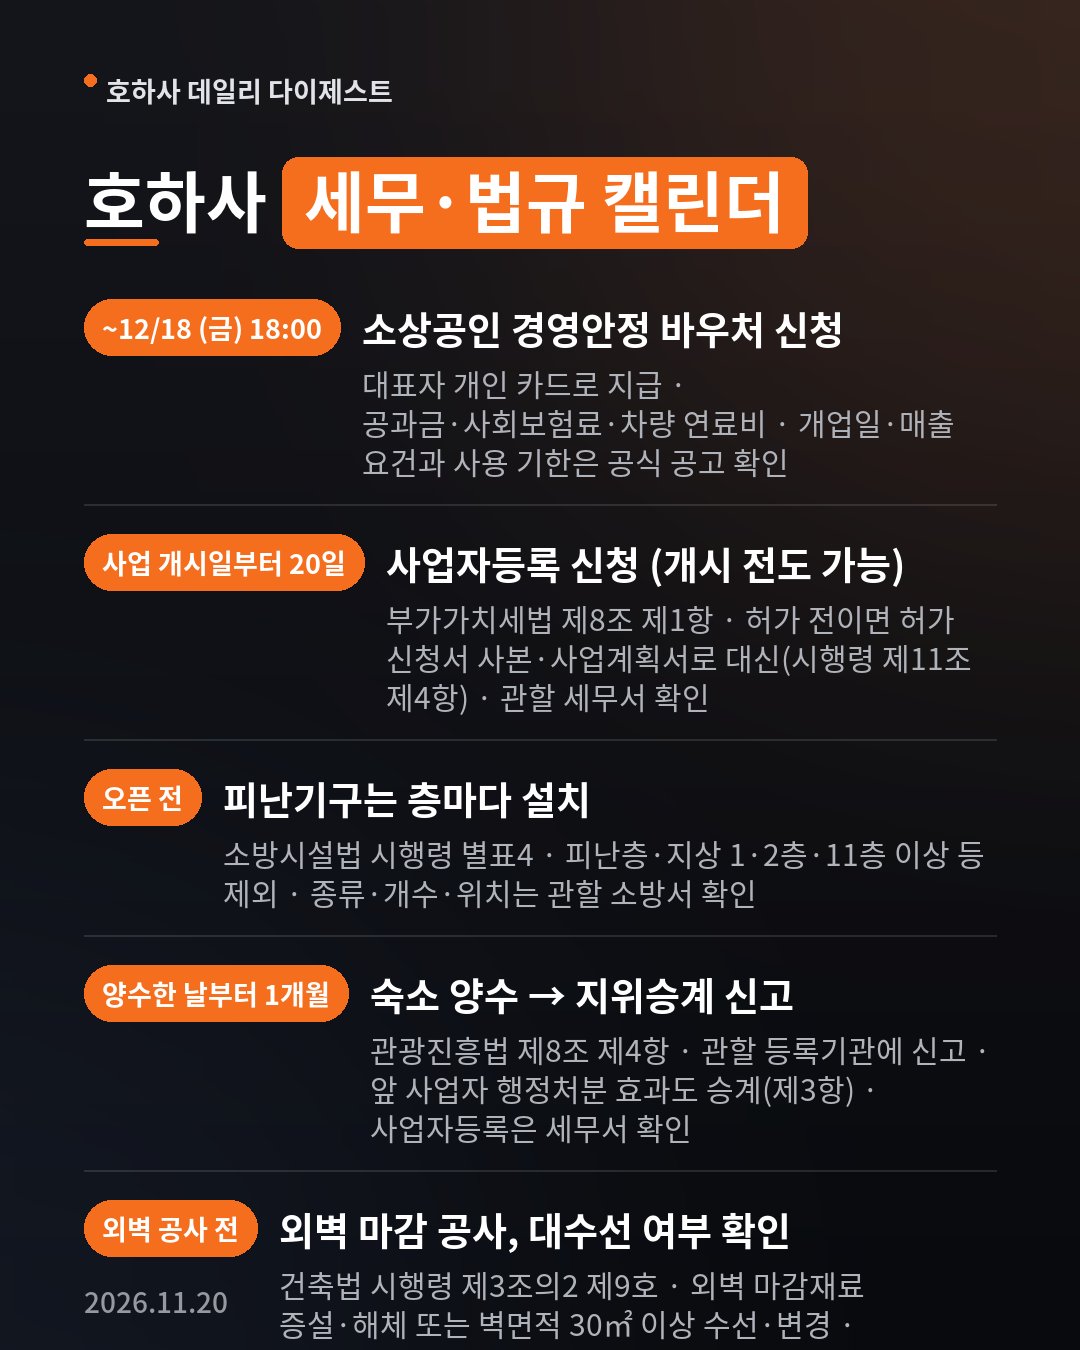 호하사 데일리 다이제스트
호하사 세무·법규 캘린더
~12/18 (금) 18:00
소상공인 경영안정 바우처 신청
대표자 개인 카드로 지급 ·
공과금·사회보험료·차량 연료비 · 개업일·매출
요건과 사용 기한은 공식 공고 확인
사업 개시일부터 20일
사업자등록 신청 (개시 전도 가능)
부가가치세법 제8조 제1항 · 허가 전이면 허가
신청서 사본·사업계획서로 대신(시행령 제11조
제4항) · 관할 세무서 확인
오픈 전
피난기구는 층마다 설치
소방시설법 시행령 별표4 · 피난층·지상 1·2층·11층 이상 등
제외 · 종류·개수·위치는 관할 소방서 확인
양수한 날부터 1개월
숙소 양수 → 지위승계 신고
관광진흥법 제8조 제4항 · 관할 등록기관에 신고 ·
앞 사업자 행정처분 효과도 승계(제3항) ·
사업자등록은 세무서 확인
외벽 공사 전
외벽 마감 공사, 대수선 여부 확인
건축법 시행령 제3조의2 제9호 · 외벽 마감재료
증설·해체 또는 벽면적 30㎡ 이상 수선·변경 ·
2026.11.20